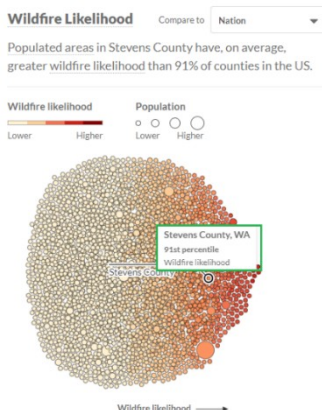 Wildfire Likelihood Compare to Nation
Populated areas in Stevens County have, on average,
greater wildfire likelihood than 91% of counties in the US.
Wildfire likelihood Population
Lower Higher Lower Higher
Stevens County, WA
91st percentile
Wildfire likelihood
Stevens County
Wildfire likelihood